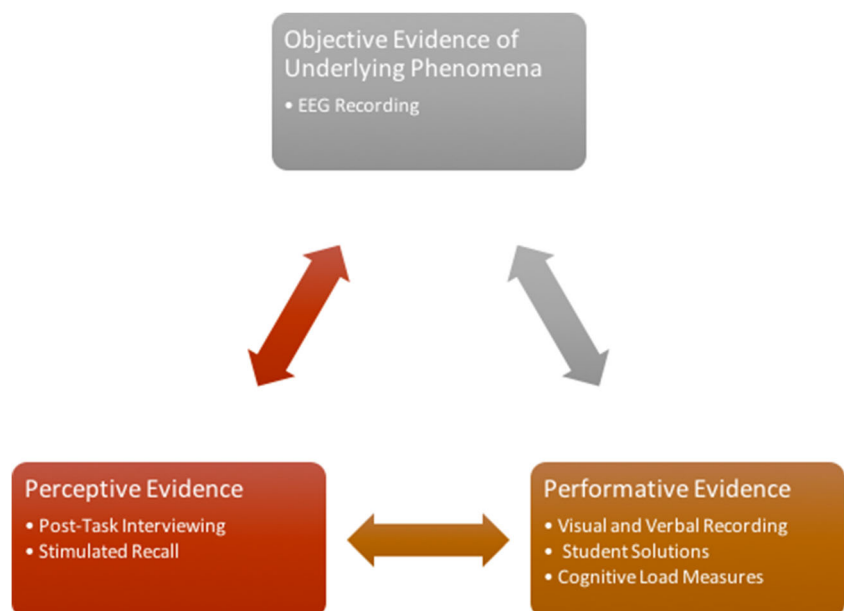 Objective Evidence of
Underlying Phenomena
• EEG Recording
Perceptive Evidence
• Post-Task Interviewing
• Stimulated Recall
Performative Evidence
• Visual and Verbal Recording
• Student Solutions
• Cognitive Load Measures